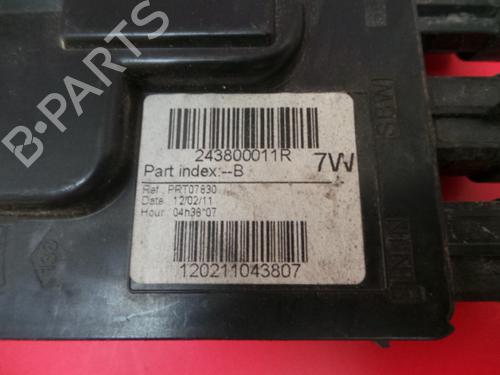 B-PARTS
243800011R
Part index:--B
7W
Ref : PRT07830
Date : 12/02/11
Hour : 04h38*07
120211043807